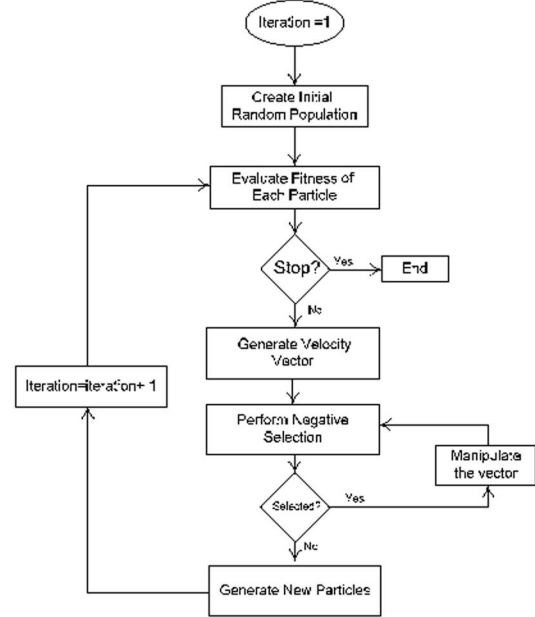 Iteration =1
Create Initial
Random Population
Evaluate Fitness of
Each Particle
Stop?
Yes
End
No
Generate Velocity
Vector
Iteration=iteration+ 1
Perform Negative
Selection
Manipulate
the vector
Selected?
Yes
No
Generate New Particles